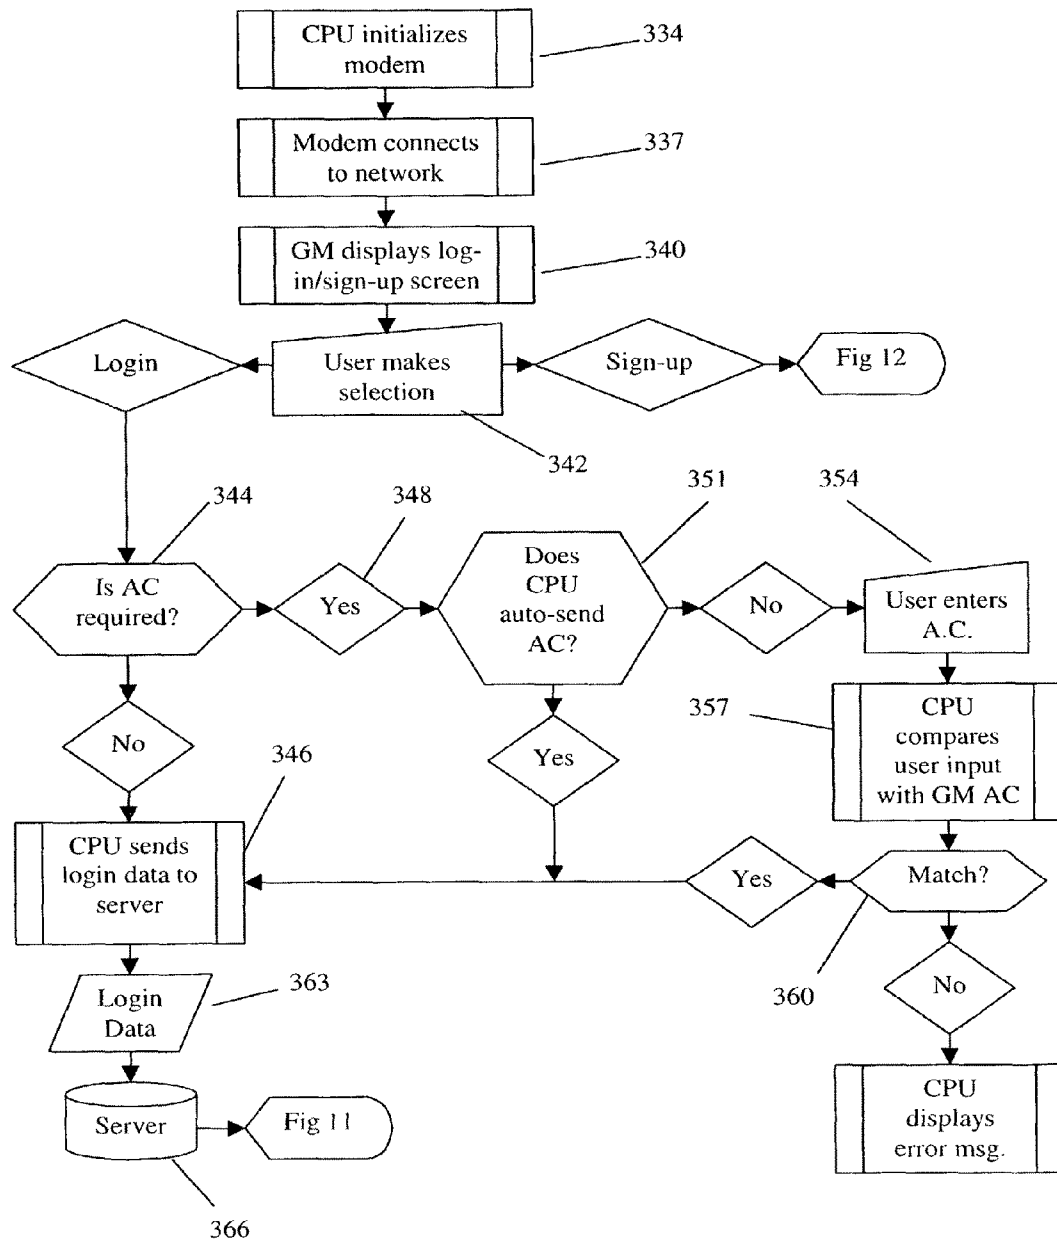 CPU initializes
modem
334
Modem connects
to network
337
GM displays log-
in/sign-up screen
340
Login
User makes
selection
Sign-up
Fig 12
342
344
348
351
354
Is AC
required?
Yes
Does
CPU
auto-send
AC?
No
User enters
A.C.
357
CPU
compares
user input
with GM AC
No
Yes
346
CPU sends
login data to
server
Yes
Match?
360
Login
Data
363
No
Server
Fig 11
366
CPU
displays
error msg.